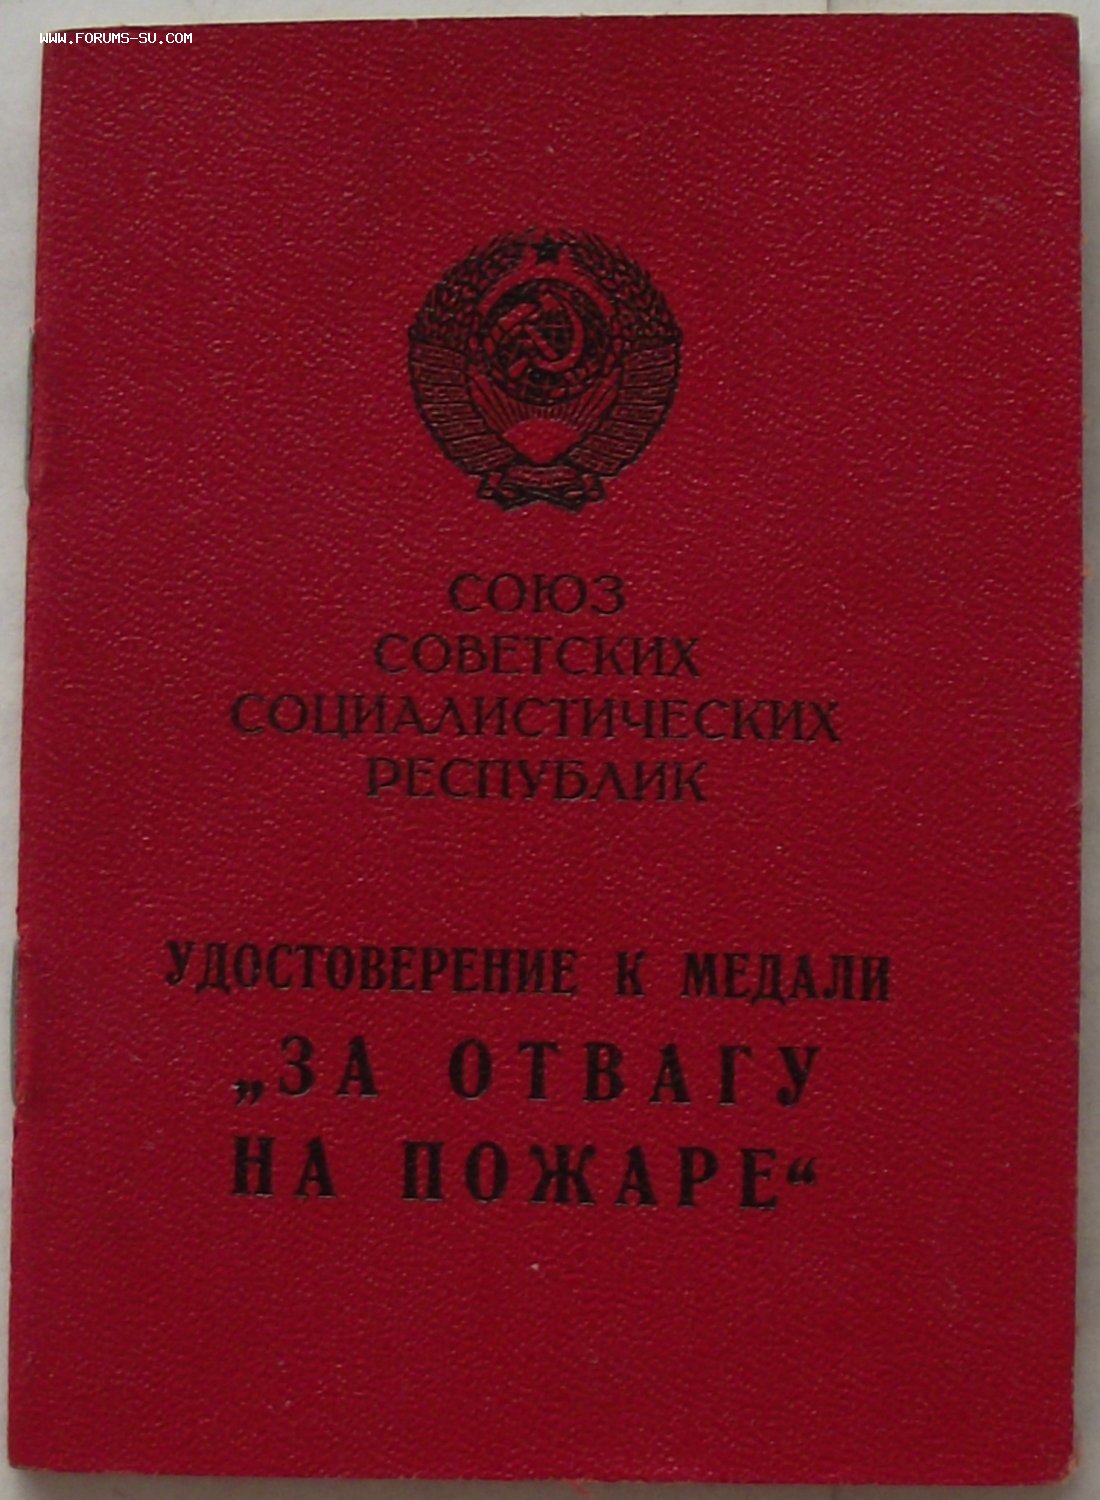 WWW.FORUMS-SU.COM
СОЮЗ
СОВЕТСКИХ
СОЦИАЛИСТИЧЕСКИХ
РЕСПУБЛИК
УДОСТОВЕРЕНИЕ К МЕДАЛИ
„ЗА ОТВАГУ
НА ПОЖАРЕ“